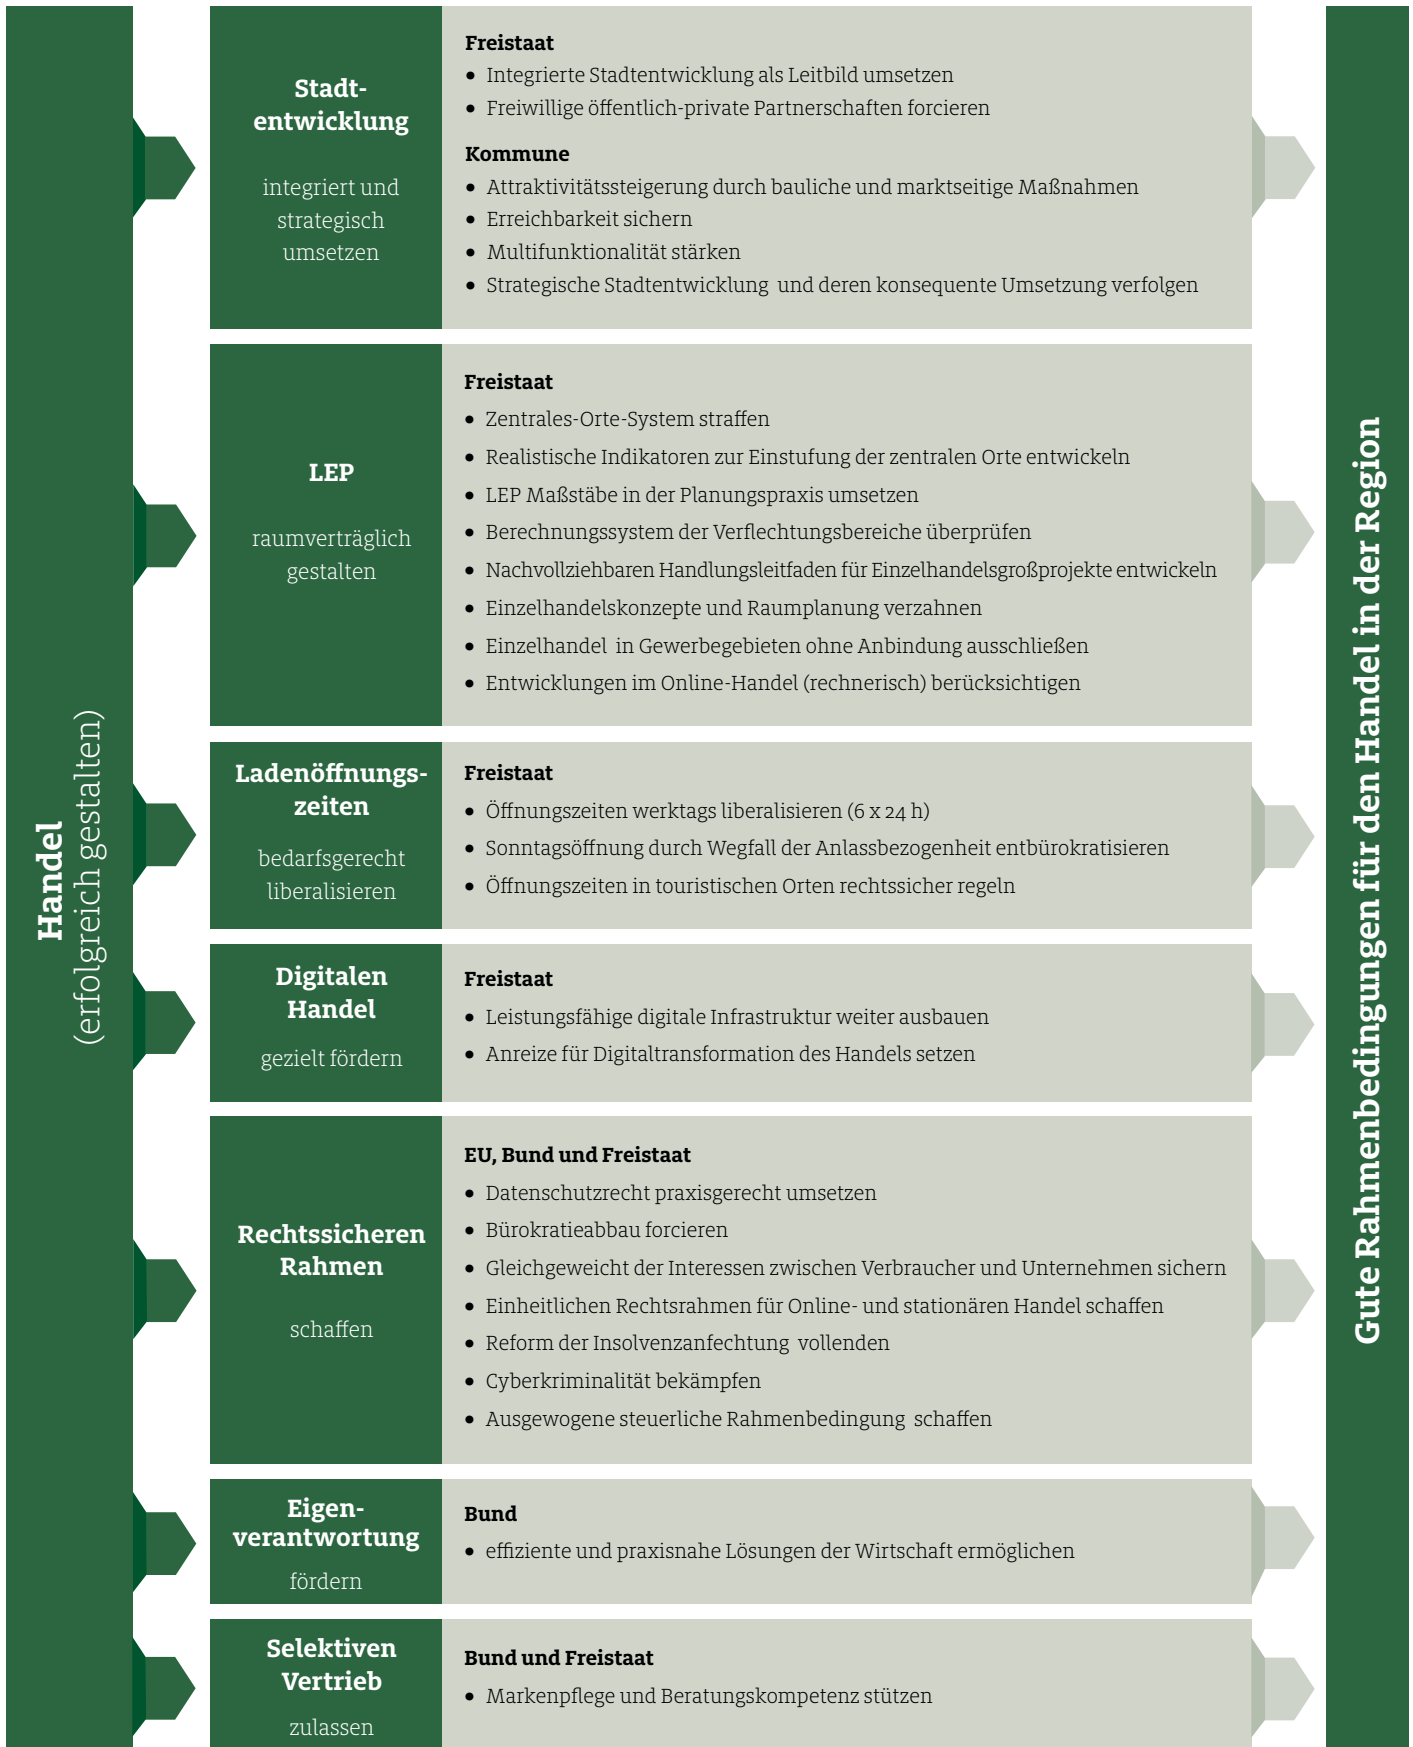 Handel
(erfolgreich gestalten)
Stadt-
entwicklung
integriert und
strategisch
umsetzen
Freistaat
• Integrierte Stadtentwicklung als Leitbild umsetzen
• Freiwillige öffentlich-private Partnerschaften forcieren
Kommune
• Attraktivitätssteigerung durch bauliche und marktseitige Maßnahmen
• Erreichbarkeit sichern
• Multifunktionalität stärken
• Strategische Stadtentwicklung und deren konsequente Umsetzung verfolgen
LEP
raumverträglich
gestalten
Freistaat
• Zentrales-Orte-System straffen
• Realistische Indikatoren zur Einstufung der zentralen Orte entwickeln
• LEP Maßstäbe in der Planungspraxis umsetzen
• Berechnungssystem der Verflechtungsbereiche überprüfen
• Nachvollziehbaren Handlungsleitfaden für Einzelhandelsgroßprojekte entwickeln
• Einzelhandelskonzepte und Raumplanung verzahnen
• Einzelhandel in Gewerbegebieten ohne Anbindung ausschließen
• Entwicklungen im Online-Handel (rechnerisch) berücksichtigen
Ladenöffnungs-
zeiten
bedarfsgerecht
liberalisieren
Freistaat
• Öffnungszeiten werktags liberalisieren (6 x 24 h)
• Sonntagsöffnung durch Wegfall der Anlassbezogenheit entbürokratisieren
• Öffnungszeiten in touristischen Orten rechtssicher regeln
Digitalen
Handel
gezielt fördern
Freistaat
• Leistungsfähige digitale Infrastruktur weiter ausbauen
• Anreize für Digitaltransformation des Handels setzen
Rechtssicheren
Rahmen
schaffen
EU, Bund und Freistaat
• Datenschutzrecht praxisgerecht umsetzen
• Bürokratieabbau forcieren
• Gleichgeweicht der Interessen zwischen Verbraucher und Unternehmen sichern
• Einheitlichen Rechtsrahmen für Online- und stationären Handel schaffen
• Reform der Insolvenzanfechtung vollenden
• Cyberkriminalität bekämpfen
• Ausgewogene steuerliche Rahmenbedingung schaffen
Eigen-
verantwortung
fördern
Bund
• effiziente und praxisnahe Lösungen der Wirtschaft ermöglichen
Selektiven
Vertrieb
zulassen
Bund und Freistaat
• Markenpflege und Beratungskompetenz stützen
Gute Rahmenbedingungen für den Handel in der Region